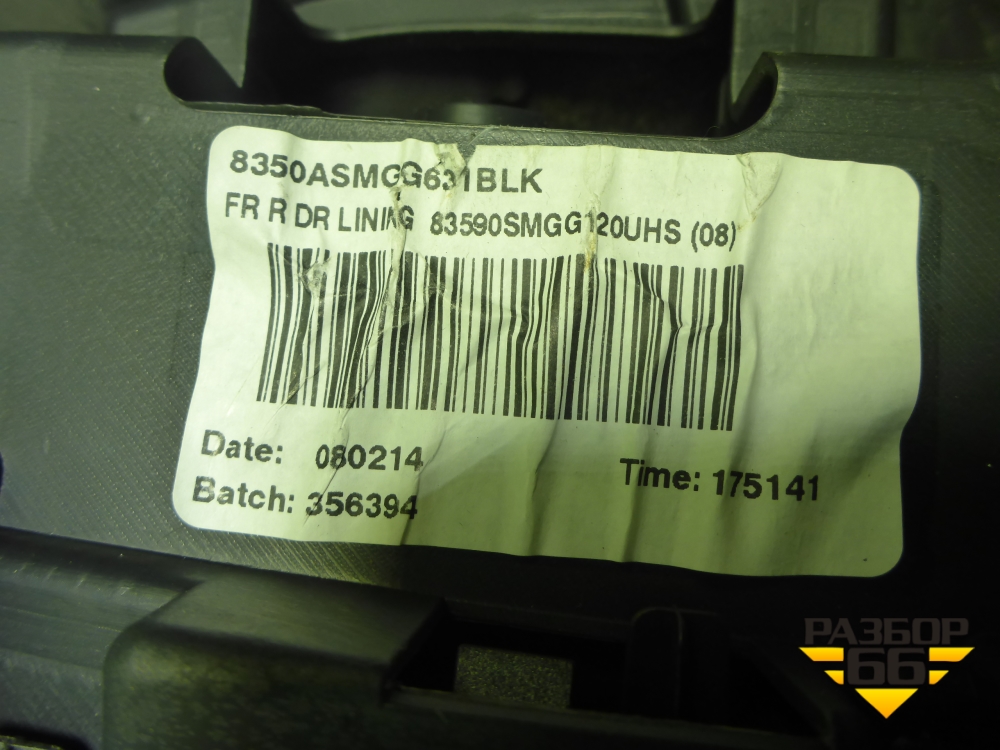 8350ASMGG631BLK
FR R DR LINING 83590SMGG120UHS (08)
Date: 080214
Time: 175141
Batch: 356394
РАЗБОР
66